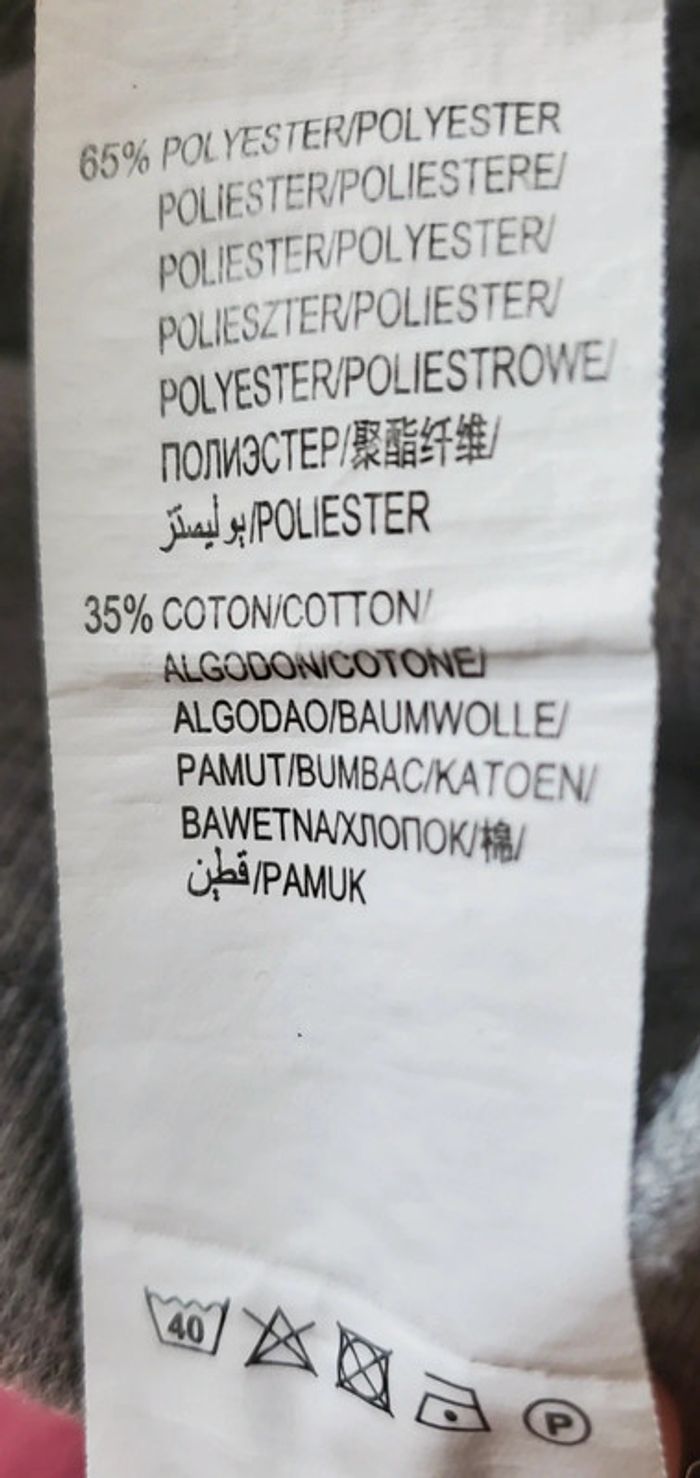 65% POLYESTER/POLYESTER
POLIESTER/POLIESTERE/
POLIESTER/POLYESTER/
POLIESZTER/POLIESTER/
POLYESTER/POLIESTROWE/
ПОЛИЭСТЕР/聚酯纤维/
بوليستر/POLIESTER
35% COTON/COTTON/
ALGODON/COTONE/
ALGODAO/BAUMWOLLE/
PAMUT/BUMBAC/KATOEN/
BAWETNA/ХЛОПОК/棉/
قطن/PAMUK
40
P